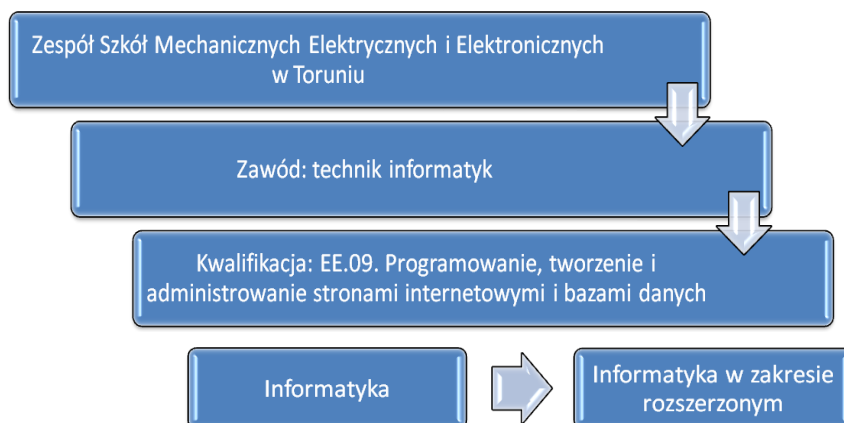 Zespół Szkół Mechanicznych Elektrycznych i Elektronicznych
w Toruniu
Zawód: technik informatyk
Kwalifikacja: EE.09. Programowanie, tworzenie i
administrowanie stronami internetowymi i bazami danych
Informatyka
Informatyka w zakresie
rozszerzonym